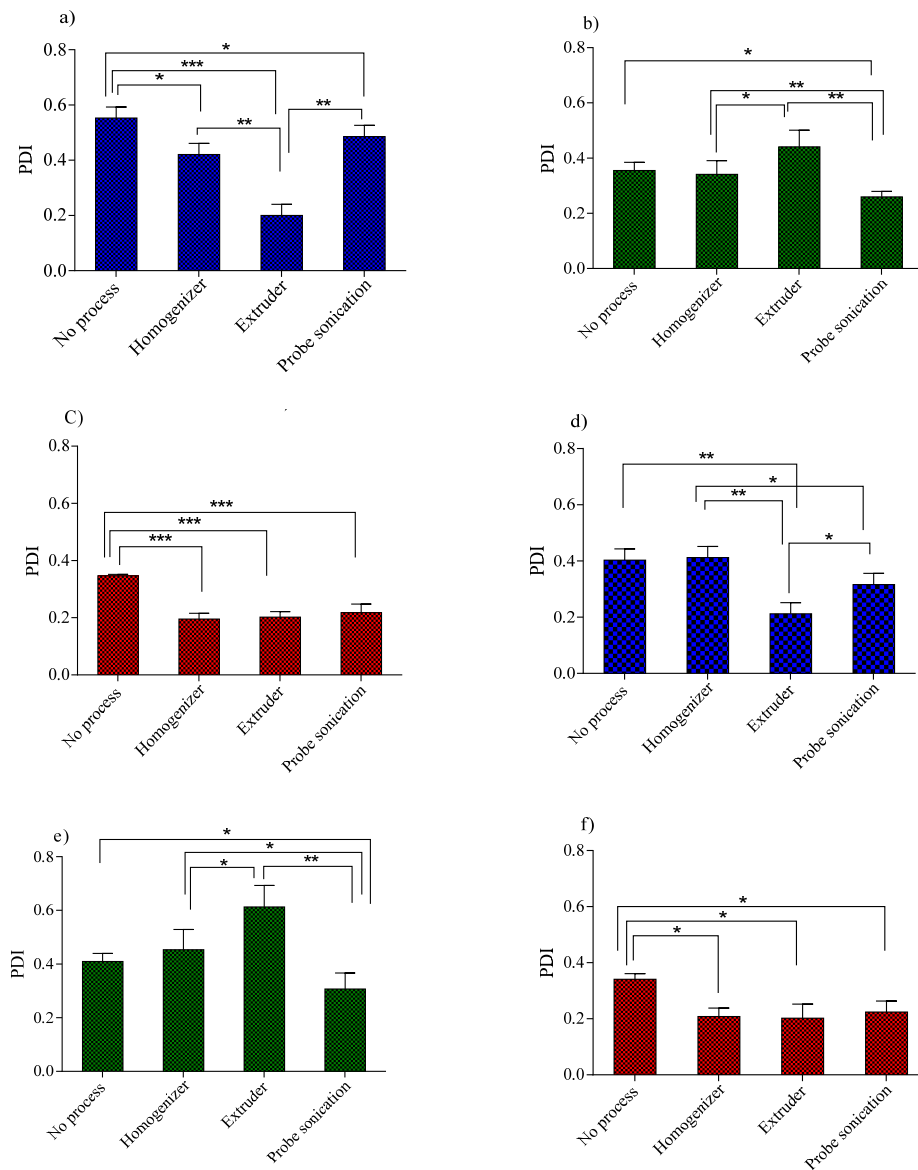 a)
*
***
*
**
**
0.8
0.6
0.4
0.2
0.0
PDI
No process
Homogenizer
Extruder
Probe sonication
b)
*
**
*
**
0.8
0.6
0.4
0.2
0.0
PDI
No process
Homogenizer
Extruder
Probe sonication
C)
***
***
***
0.8
0.6
0.4
0.2
0.0
PDI
No process
Homogenizer
Extruder
Probe sonication
d)
**
*
**
*
0.8
0.6
0.4
0.2
0.0
PDI
No process
Homogenizer
Extruder
Probe sonication
e)
*
*
*
**
0.8
0.6
0.4
0.2
0.0
PDI
No process
Homogenizer
Extruder
Probe sonication
f)
*
*
*
0.8
0.6
0.4
0.2
0.0
PDI
No process
Homogenizer
Extruder
Probe sonication